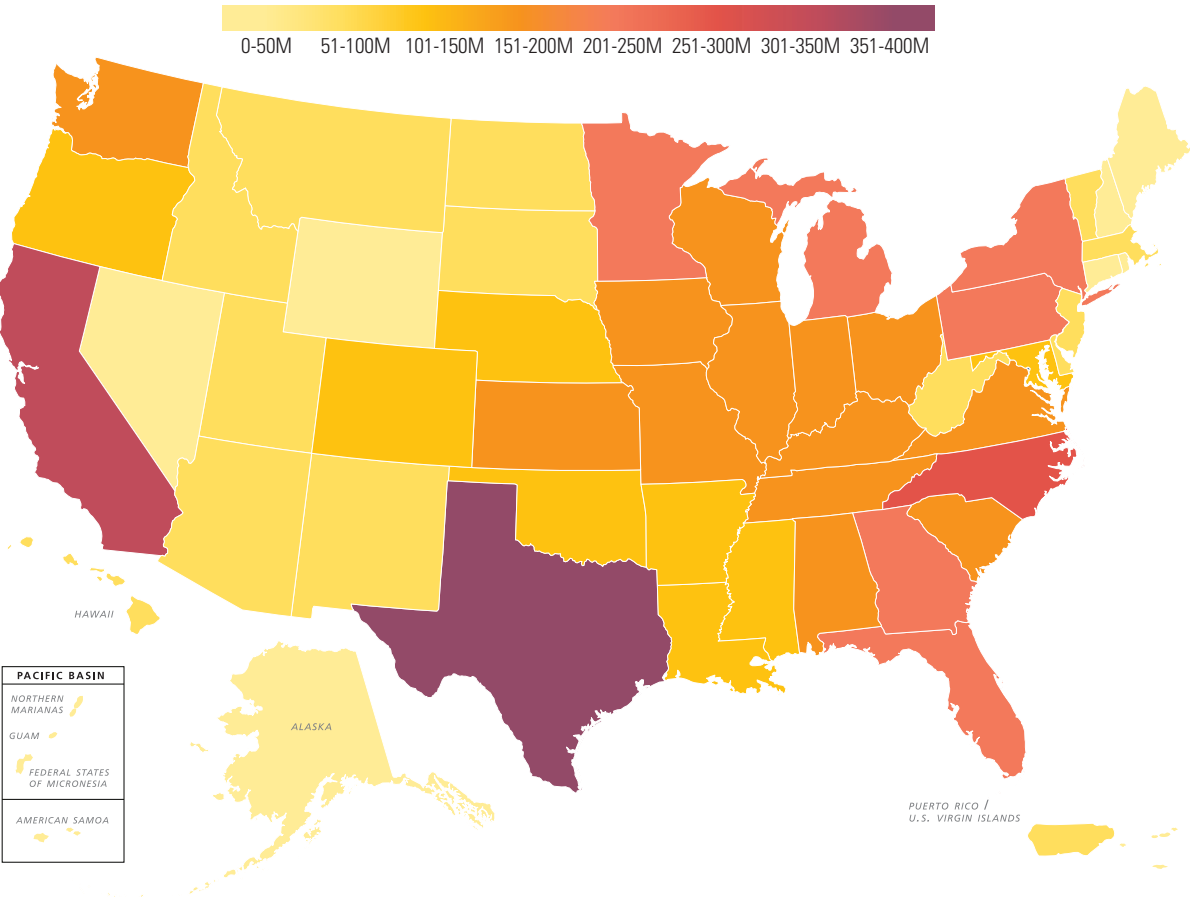 0-50M 51-100M 101-150M 151-200M 201-250M 251-300M 301-350M 351-400M
HAWAII
PACIFIC BASIN
NORTHERN
MARIANAS
GUAM
FEDERAL STATES
OF MICRONESIA
AMERICAN SAMOA
ALASKA
PUERTO RICO /
U.S. VIRGIN ISLANDS